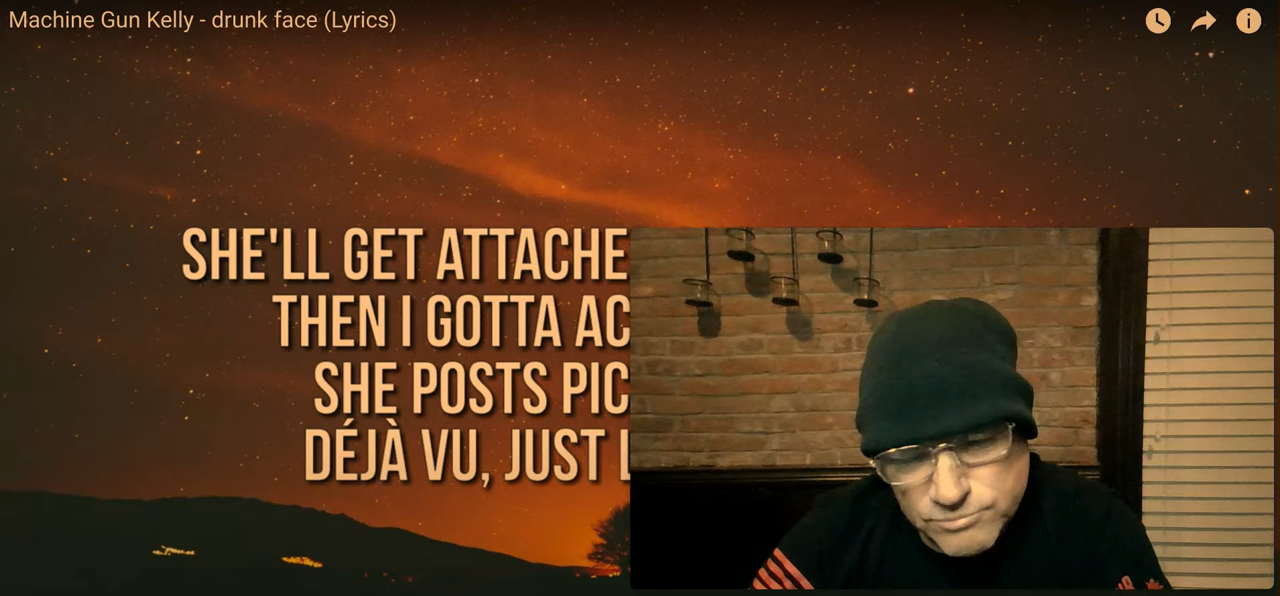 Machine Gun Kelly - drunk face (Lyrics)
SHE'LL GET ATTACHE
THEN I GOTTA AC
SHE POSTS PIC
DÉJÀ VU, JUST L